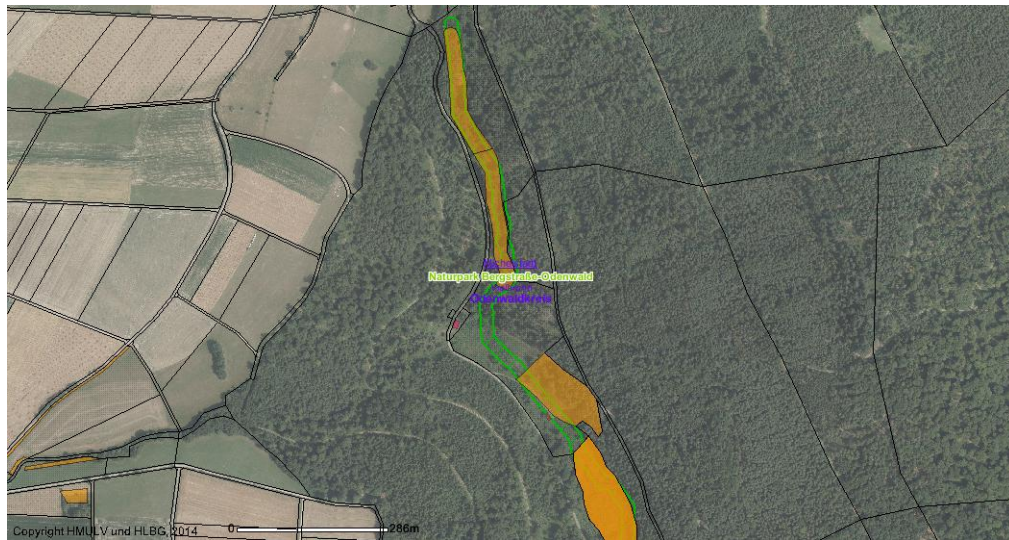 Naturpark Bergstraße-Odenwald
Odenwaldkreis
Copyright HMULV und HLBG, 2014
0
286m